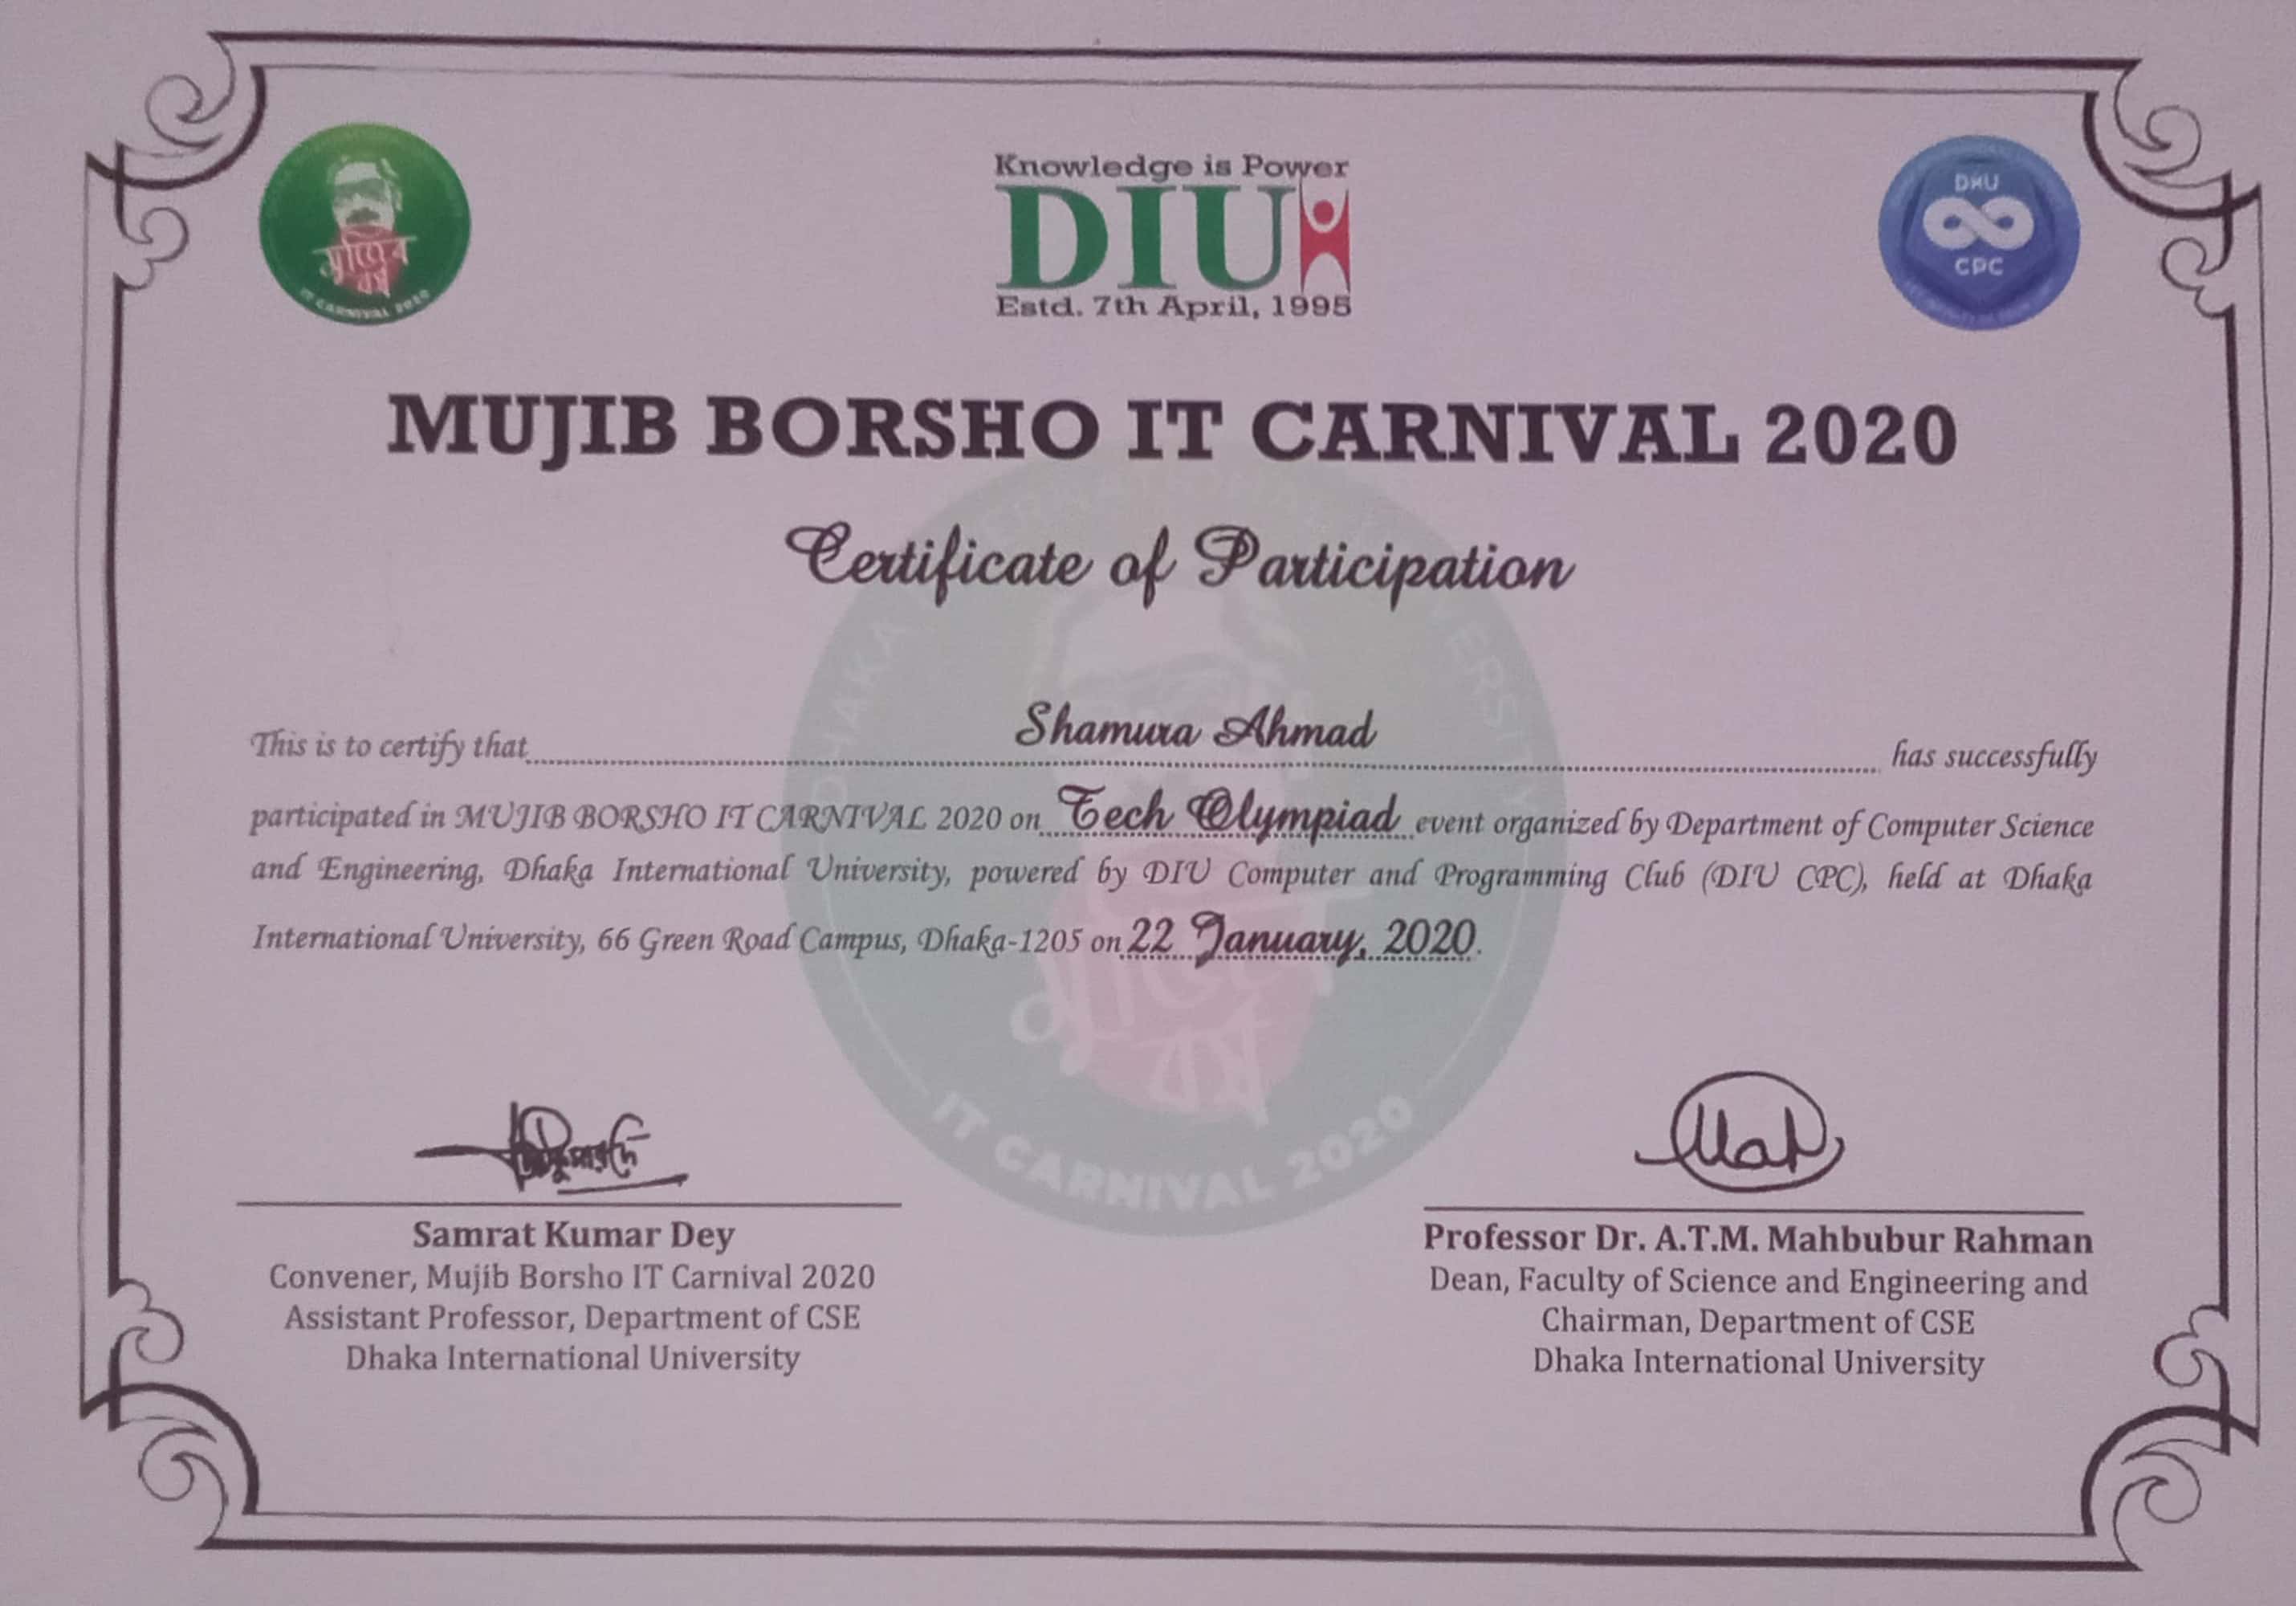 মুজিব
বর্ষ
IT CARNIVAL 2020
Knowledge is Power
DIU
Estd. 7th April, 1995
DIU
CPC
MUJIB BORSHO IT CARNIVAL 2020
Certificate of Participation
This is to certify that Shamura Ahmad has successfully
participated in MUJIB BORSHO IT CARNIVAL 2020 on Tech Olympiad event organized by Department of Computer Science
and Engineering, Dhaka International University, powered by DIU Computer and Programming Club (DIU CPC), held at Dhaka
International University, 66 Green Road Campus, Dhaka-1205 on 22 January, 2020.
DHAKA INTERNATIONAL UNIVERSITY
মুজিব
বর্ষ
IT CARNIVAL 2020
Samrat Kumar Dey
Convener, Mujib Borsho IT Carnival 2020
Assistant Professor, Department of CSE
Dhaka International University
Professor Dr. A.T.M. Mahbubur Rahman
Dean, Faculty of Science and Engineering and
Chairman, Department of CSE
Dhaka International University